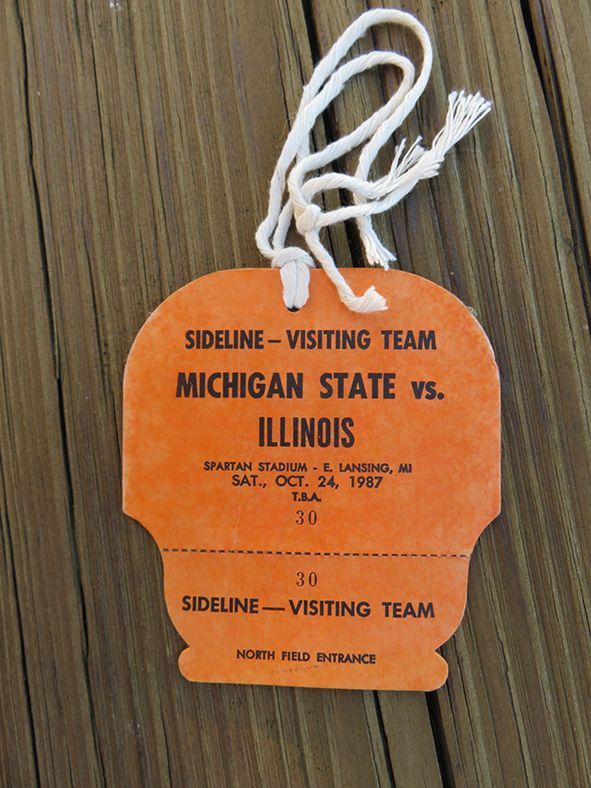 SIDELINE – VISITING TEAM
MICHIGAN STATE vs.
ILLINOIS
SPARTAN STADIUM - E. LANSING, MI
SAT., OCT. 24, 1987
T.B.A.
30
30
SIDELINE — VISITING TEAM
NORTH FIELD ENTRANCE